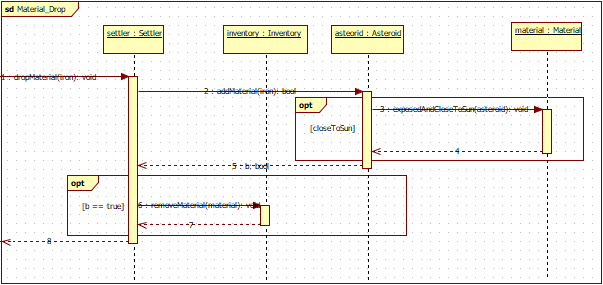 sd Material_Drop
settler : Settler
inventory : Inventory
asteorid : Asteroid
material : Material
1 : dropMaterial(iron): void
2 : addMaterial(iron): bool
opt
3 : exposedAndCloseToSun(asteroid): void
[closeToSun]
4
5 : b: bool
opt
[b == true]
6 : removeMaterial(material): void
7
8